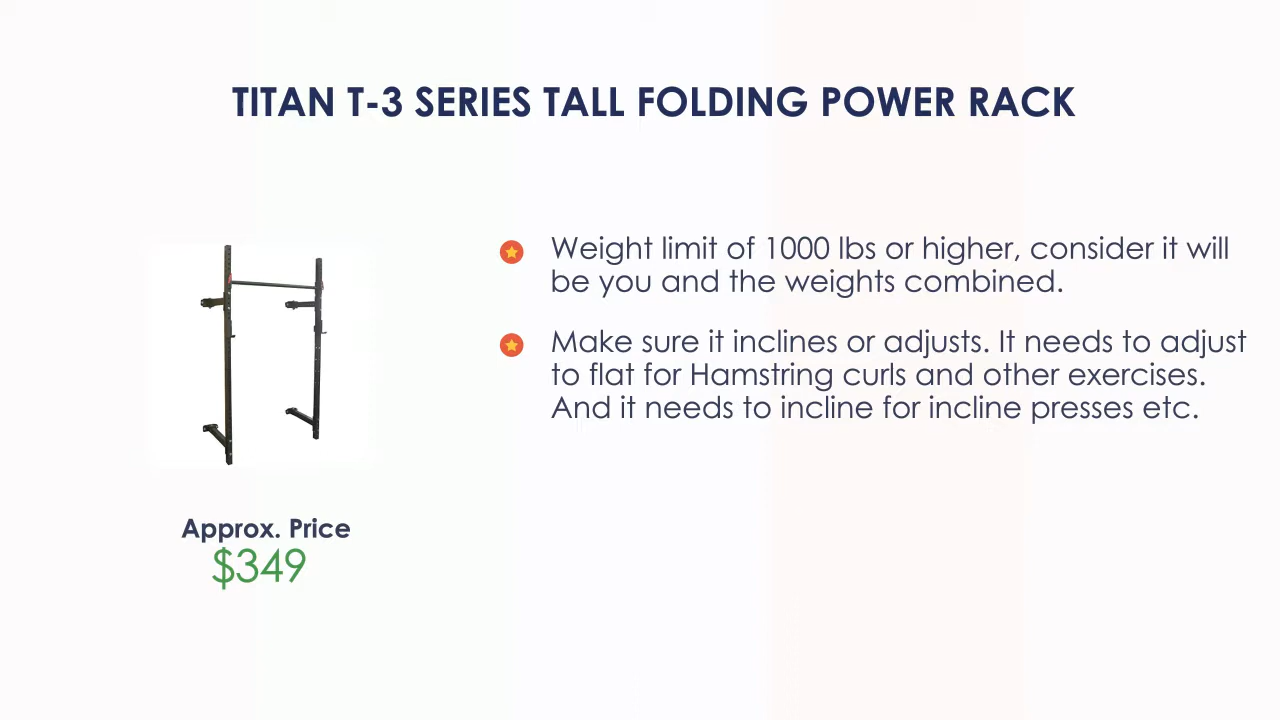 TITAN T-3 SERIES TALL FOLDING POWER RACK
Weight limit of 1000 lbs or higher, consider it will
be you and the weights combined.
Make sure it inclines or adjusts. It needs to adjust
to flat for Hamstring curls and other exercises.
And it needs to incline for incline presses etc.
Approx. Price
$349